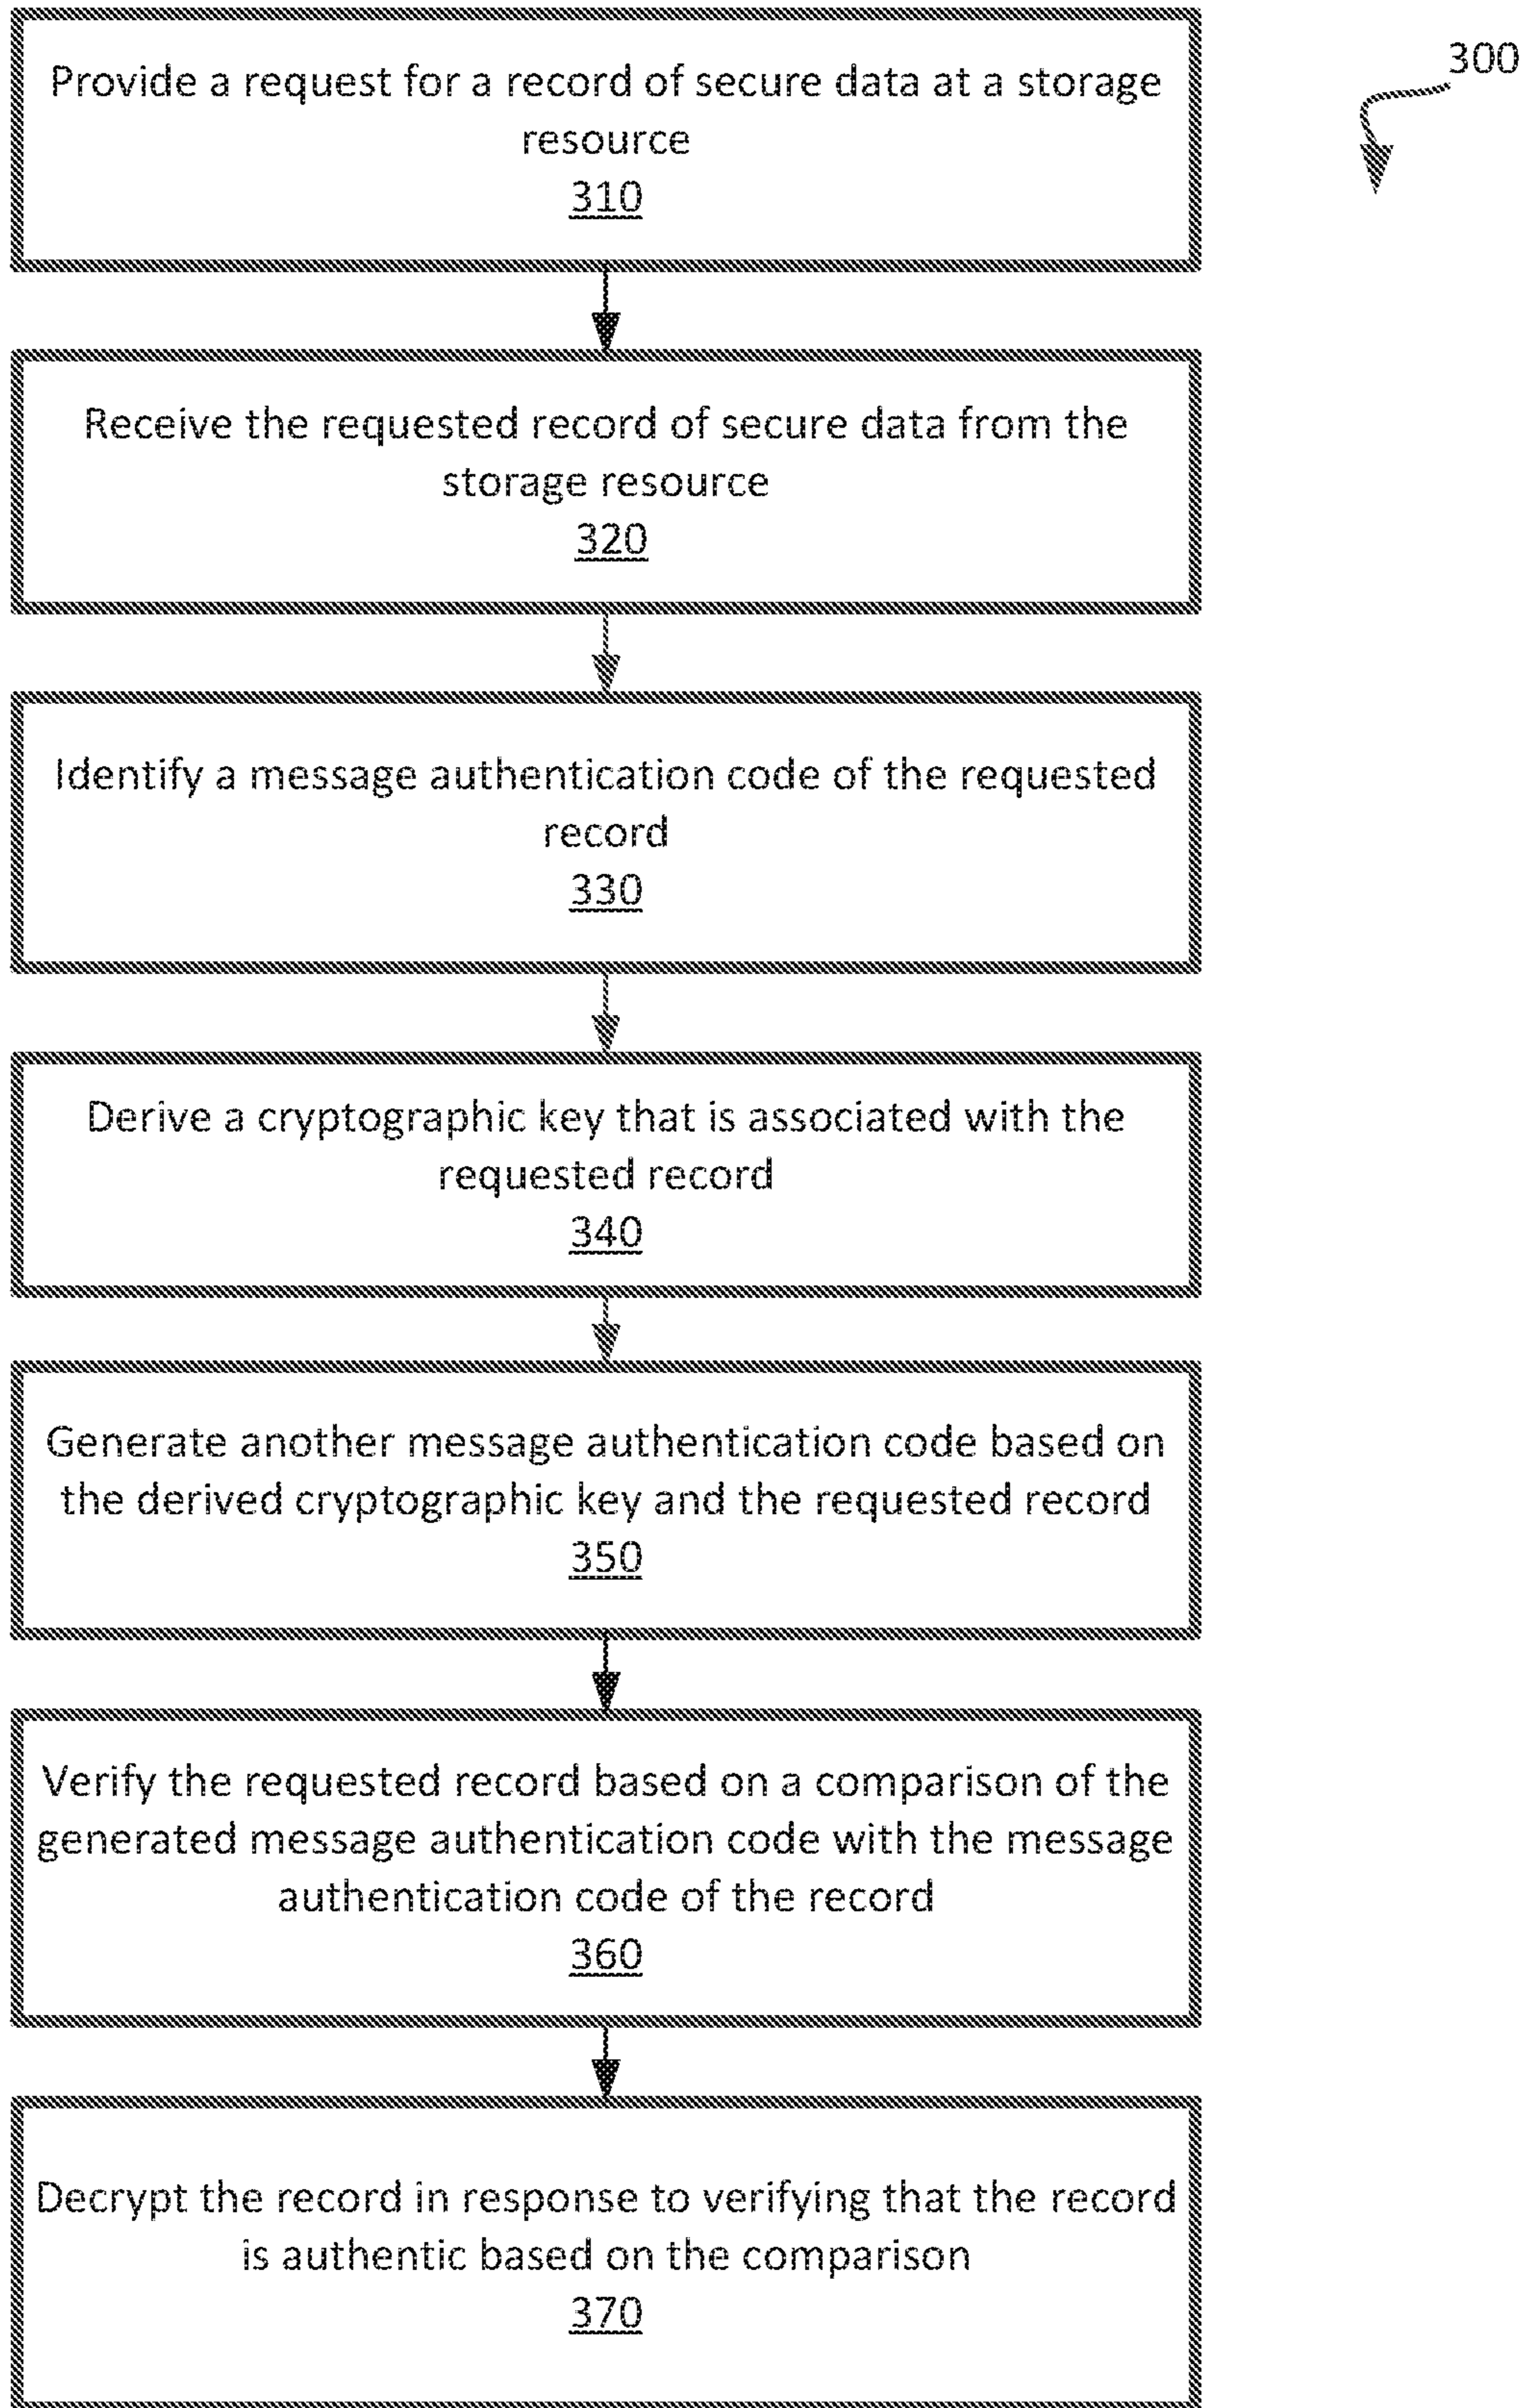 300
Provide a request for a record of secure data at a storage
resource
310
Receive the requested record of secure data from the
storage resource
320
Identify a message authentication code of the requested
record
330
Derive a cryptographic key that is associated with the
requested record
340
Generate another message authentication code based on
the derived cryptographic key and the requested record
350
Verify the requested record based on a comparison of the
generated message authentication code with the message
authentication code of the record
360
Decrypt the record in response to verifying that the record
is authentic based on the comparison
370